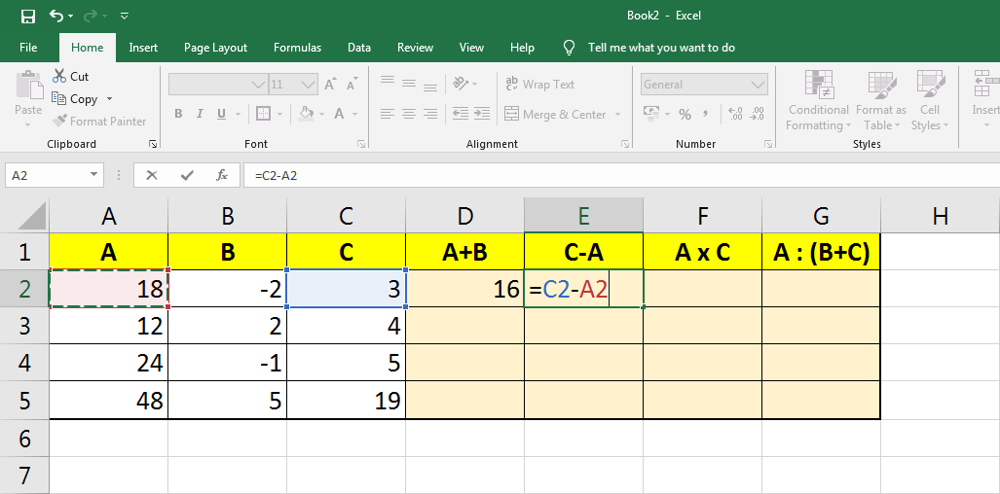 Book2 - Excel
File Home Insert Page Layout Formulas Data Review View Help Tell me what you want to do
Cut
Copy
Format Painter
Paste
Clipboard
11
B I U
A A
A
Font
ab
Wrap Text
Merge & Center
Alignment
General
%
Number
Conditional Formatting
Format as Table
Cell Styles
Styles
Insert
A2
fx
=C2-A2
A B C D E F G H
1 A B C A+B C-A A x C A : (B+C)
2 18 -2 3 16 =C2-A2
3 12 2 4
4 24 -1 5
5 48 5 19
6
7